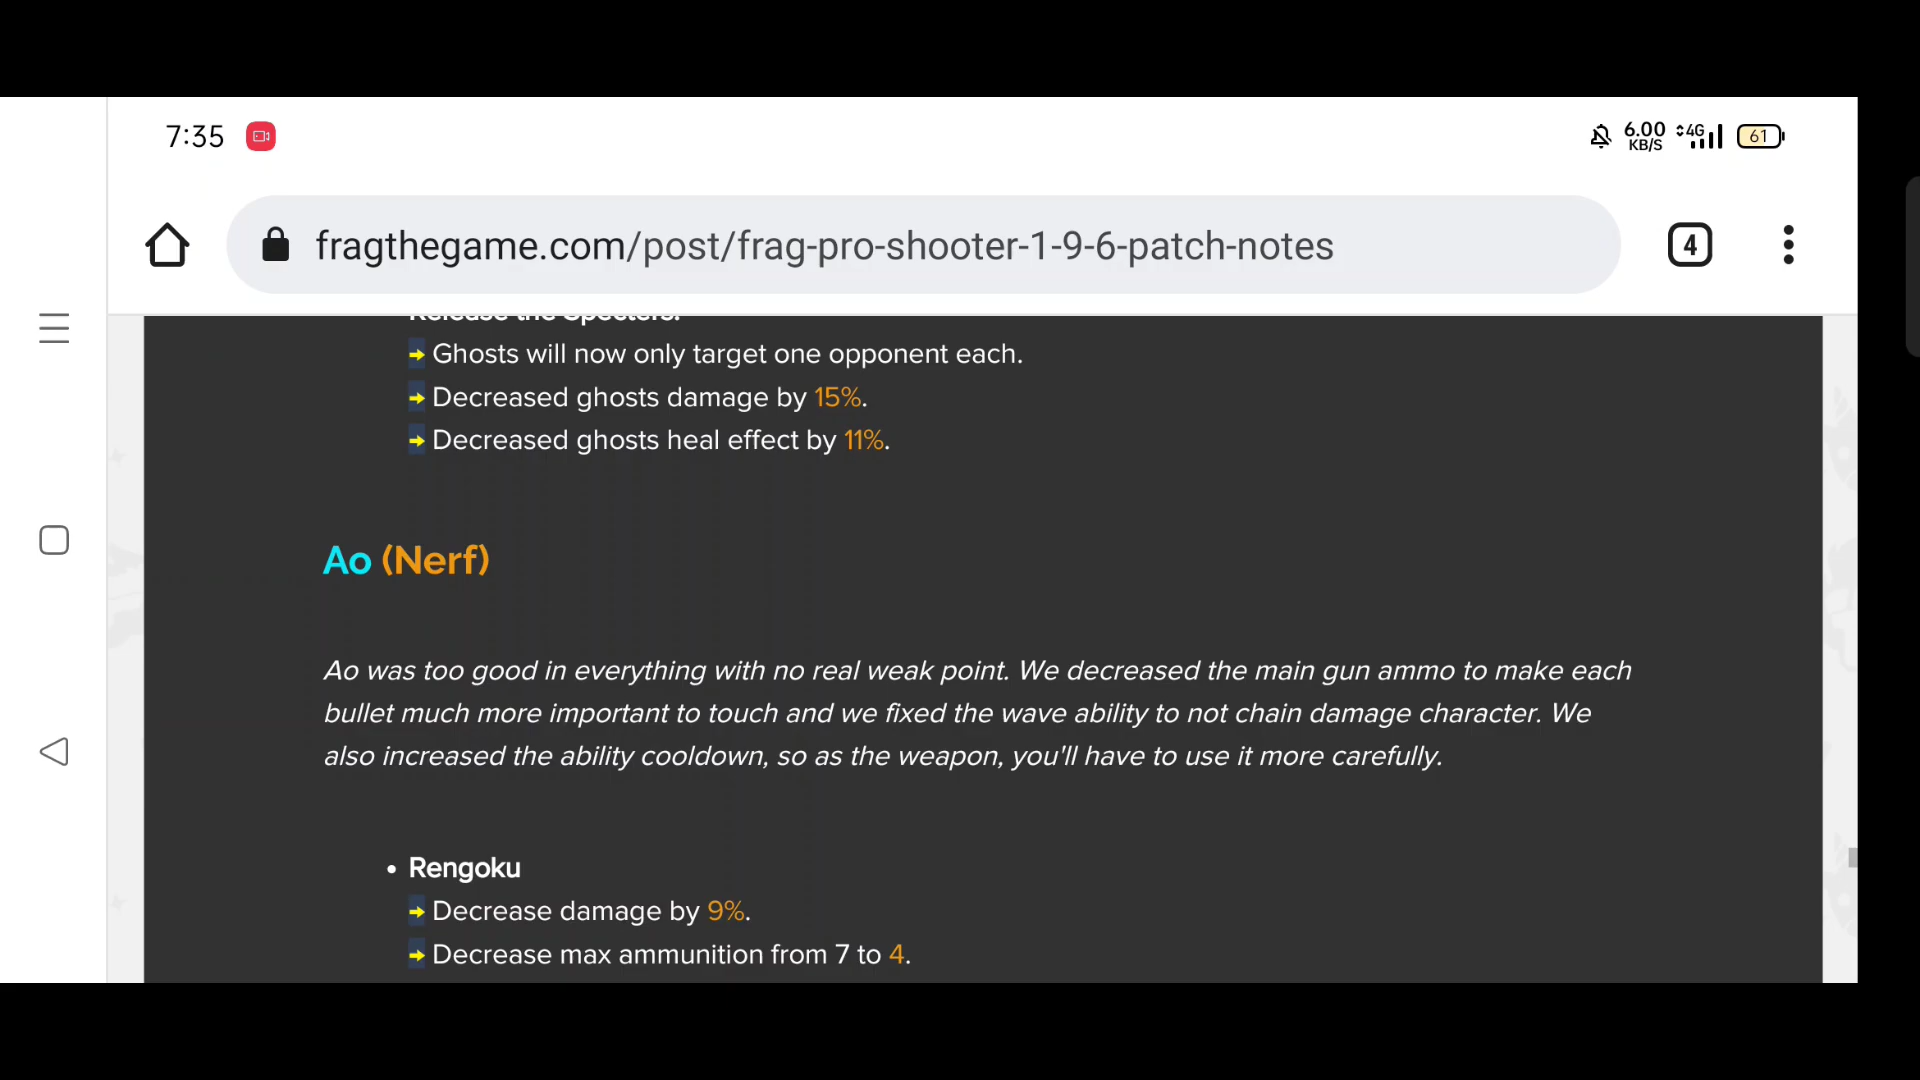 7:35
6.00
KB/S
4G
61
fragthegame.com/post/frag-pro-shooter-1-9-6-patch-notes
4
Release the Specters:
Ghosts will now only target one opponent each.
Decreased ghosts damage by 15%.
Decreased ghosts heal effect by 11%.
Ao (Nerf)
Ao was too good in everything with no real weak point. We decreased the main gun ammo to make each
bullet much more important to touch and we fixed the wave ability to not chain damage character. We
also increased the ability cooldown, so as the weapon, you'll have to use it more carefully.
• Rengoku
Decrease damage by 9%.
Decrease max ammunition from 7 to 4.